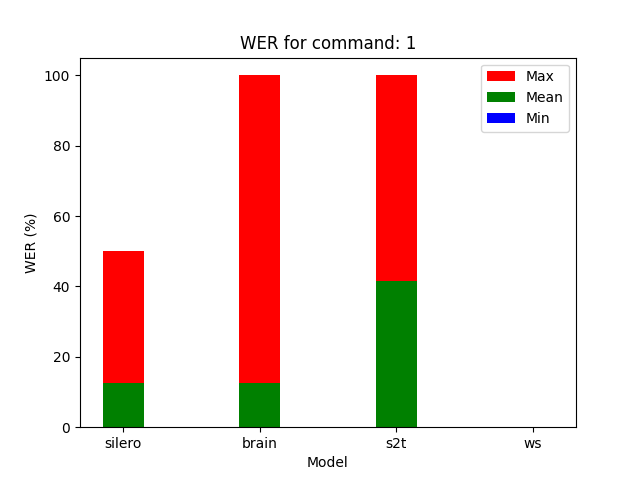 WER for command: 1
Max
Mean
Min
100
80
60
40
20
0
WER (%)
silero brain s2t ws
Model